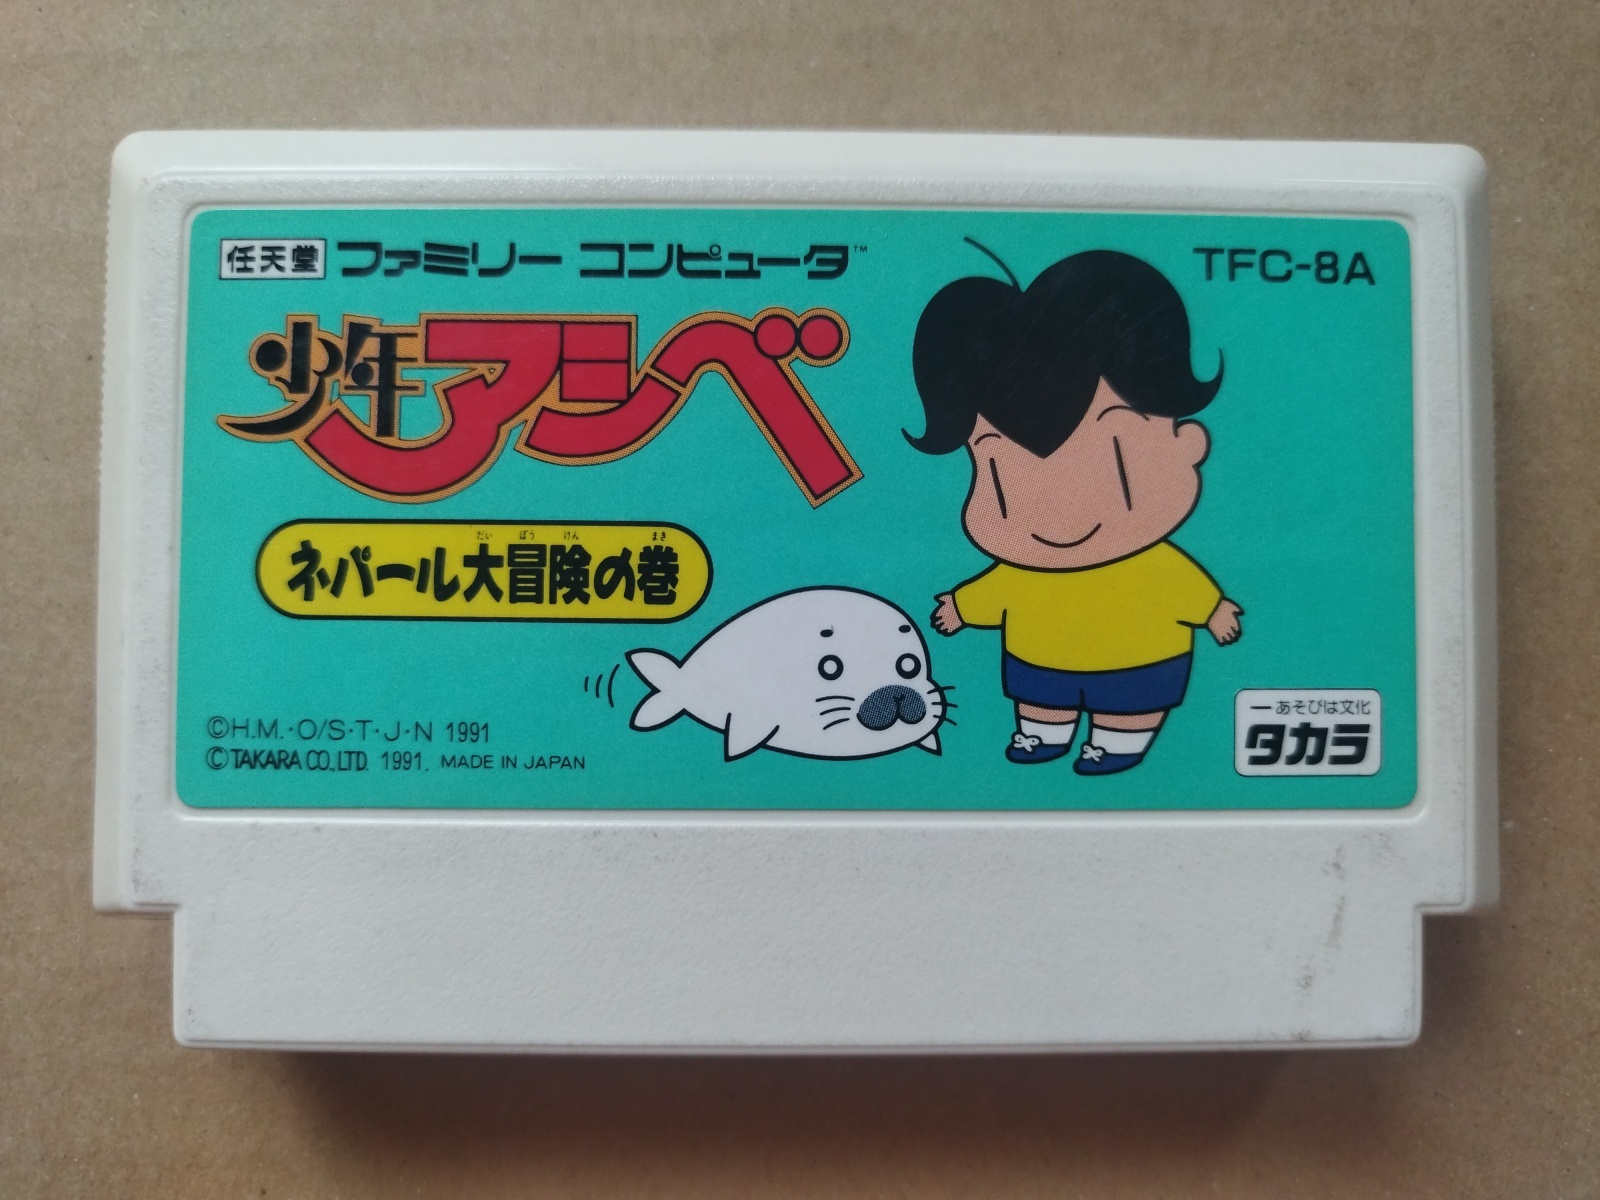 任天堂 ファミリー コンピュータ™
TFC-8A
少年アシベ
だい ぼう けん まき
ネパール大冒険の巻
©H.M.・O/S・T・J・N 1991
©TAKARA CO.,LTD. 1991. MADE IN JAPAN
ーあそびは文化
タカラ